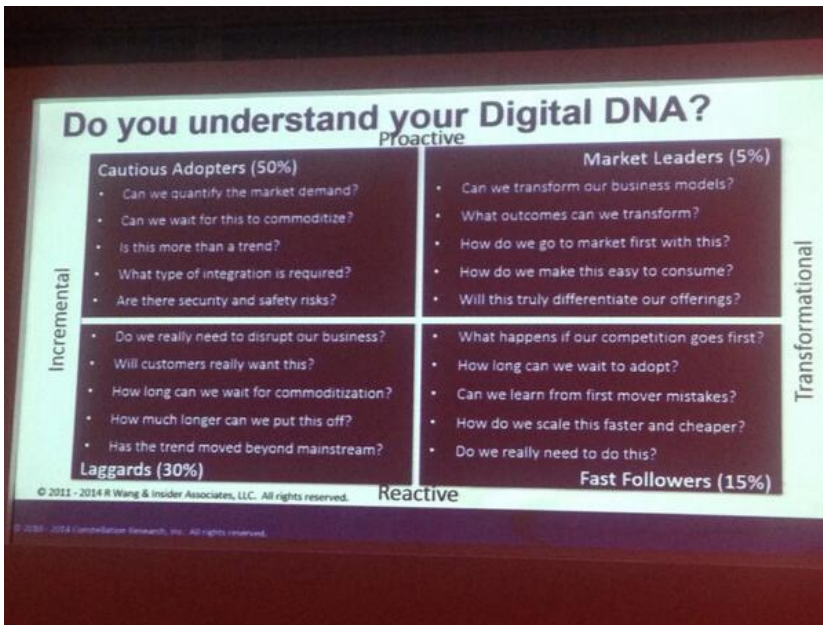 Do you understand your Digital DNA?
Proactive
Cautious Adopters (50%)
• Can we quantify the market demand?
• Can we wait for this to commoditize?
• Is this more than a trend?
• What type of integration is required?
• Are there security and safety risks?
Market Leaders (5%)
• Can we transform our business models?
• What outcomes can we transform?
• How do we go to market first with this?
• How do we make this easy to consume?
• Will this truly differentiate our offerings?
Incremental
Transformational
• Do we really need to disrupt our business?
• Will customers really want this?
• How long can we wait for commoditization?
• How much longer can we put this off?
• Has the trend moved beyond mainstream?
Laggards (30%)
• What happens if our competition goes first?
• How long can we wait to adopt?
• Can we learn from first mover mistakes?
• How do we scale this faster and cheaper?
• Do we really need to do this?
Fast Followers (15%)
Reactive
© 2011 - 2014 R Wang & Insider Associates, LLC. All rights reserved.
© 2010 - 2014 Constellation Research, Inc. All rights reserved.